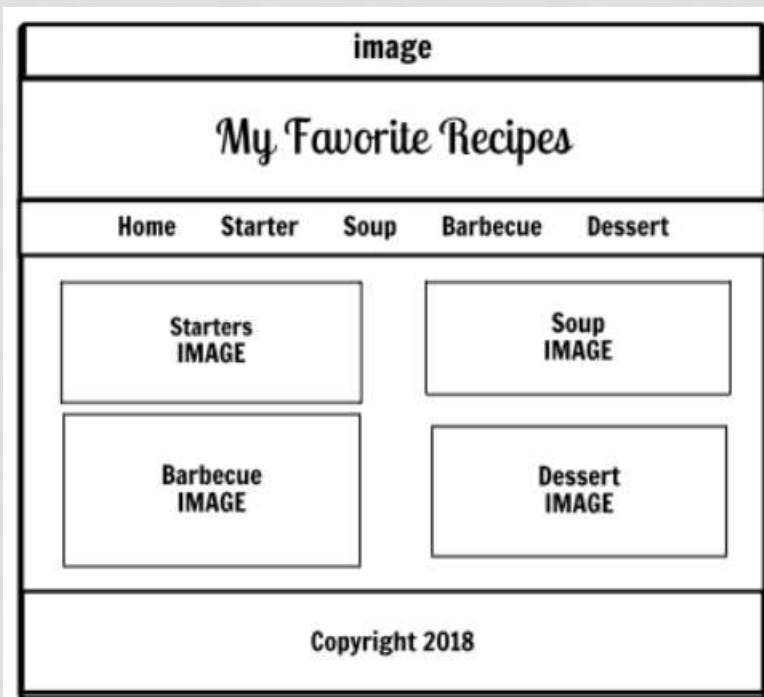 image
My Favorite Recipes
Home Starter Soup Barbecue Dessert
Starters
IMAGE
Soup
IMAGE
Barbecue
IMAGE
Dessert
IMAGE
Copyright 2018